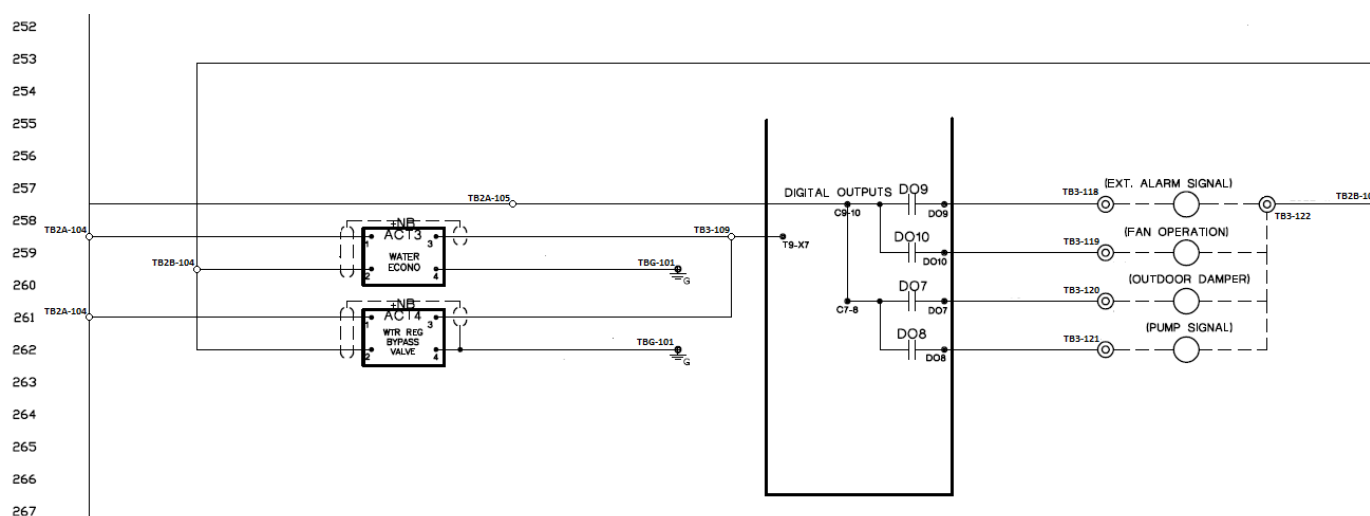 252
253
254
255
256
257
258
259
260
261
262
263
264
265
266
267
TB2A-105
TB2A-104
+NB
ACT3
1
3
WATER
ECONO
2
4
TB2B-104
TB3-109
TBG-101
G
TB2A-104
+NB
ACT4
1
3
WTR REG
BYPASS
VALVE
2
4
TBG-101
G
DIGITAL OUTPUTS
DO9
C9-10
DO9
T9-X7
DO10
DO10
DO7
C7-8
DO7
DO8
DO8
(EXT. ALARM SIGNAL)
TB3-118
TB3-122
TB2B-10
(FAN OPERATION)
TB3-119
(OUTDOOR DAMPER)
TB3-120
(PUMP SIGNAL)
TB3-121